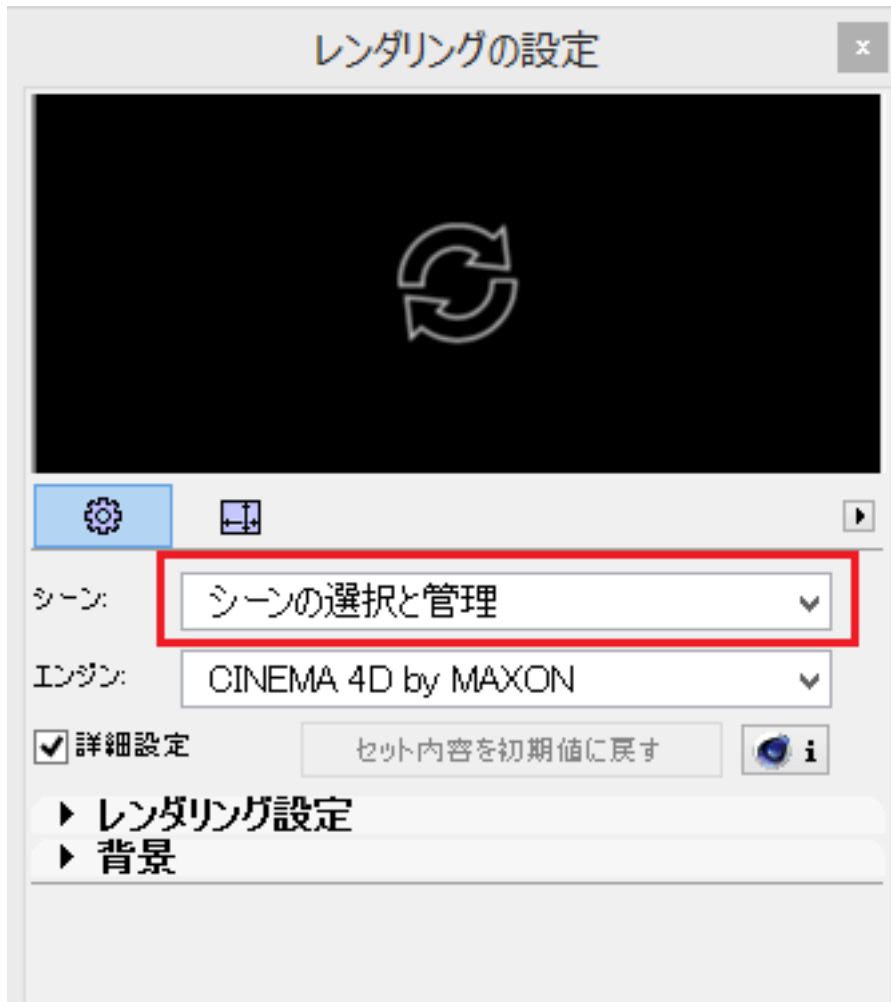 レンダリングの設定
x
シーン: シーンの選択と管理
エンジン: CINEMA 4D by MAXON
詳細設定 セット内容を初期値に戻す i
レンダリング設定
背景